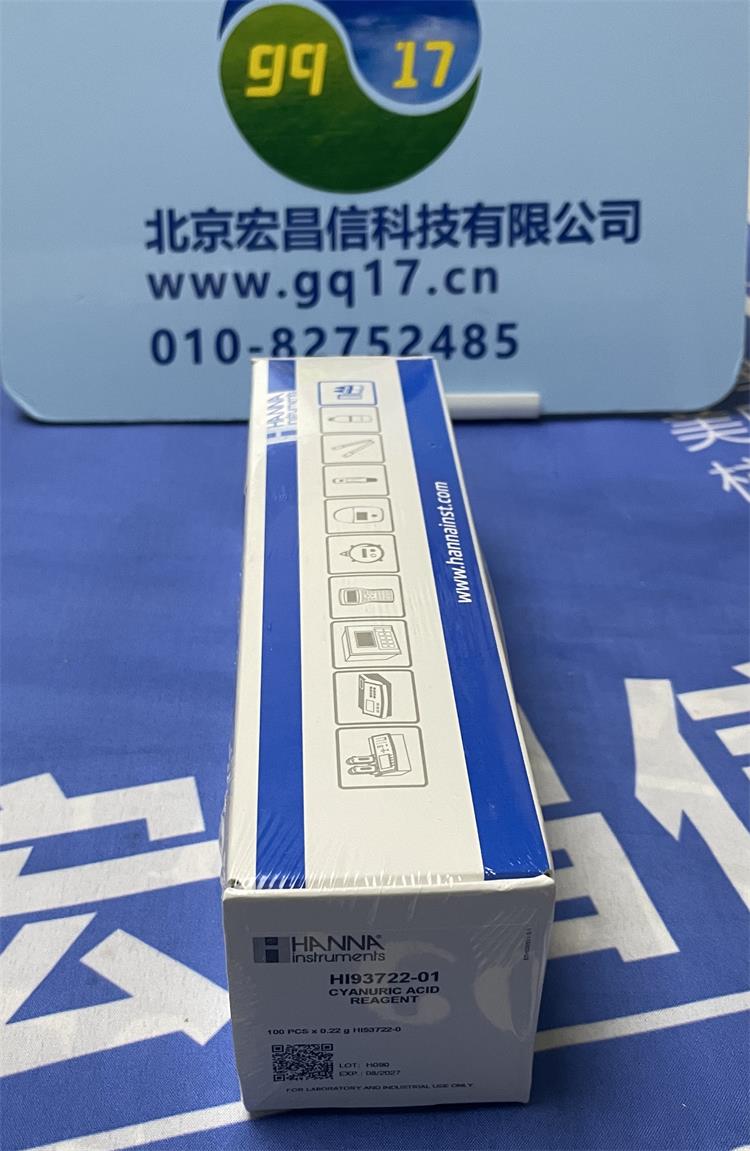 gq 17
北京宏昌信科技有限公司
www.gq17.cn
010-82752485
HANNA
instruments
www.hannainst.com
HANNA
instruments
HI93722-01
CYANURIC ACID
REAGENT
100 PCS x 0.22 g HI93722-0
LOT: H090
EXP.: 08/2027
FOR LABORATORY AND INDUSTRIAL USE ONLY